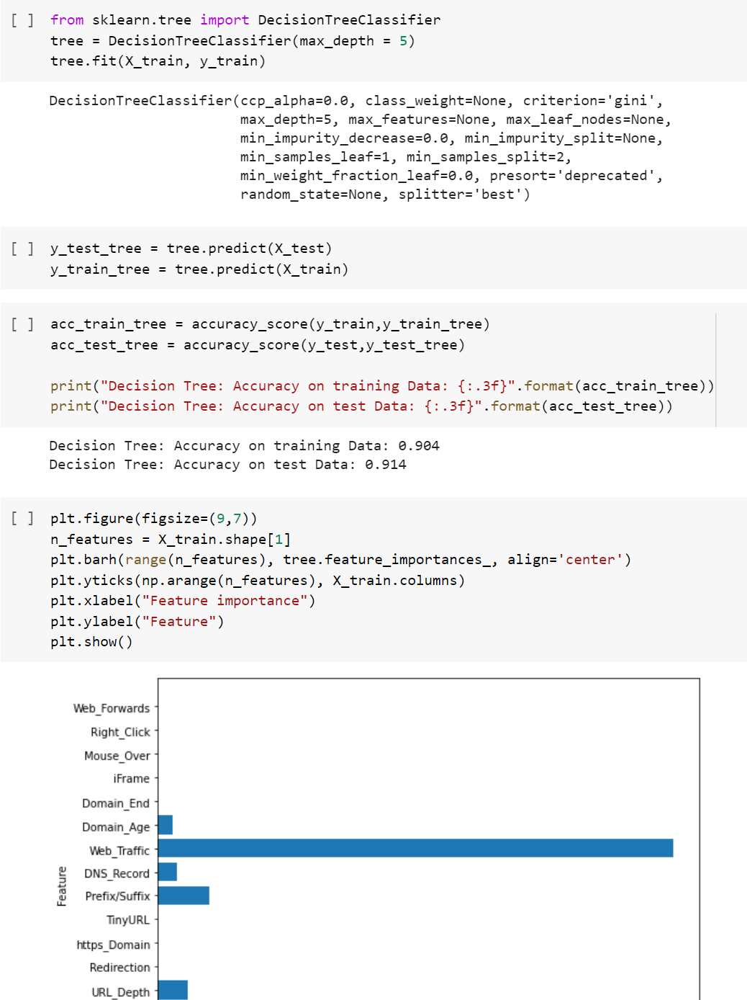 [ ] from sklearn.tree import DecisionTreeClassifier
tree = DecisionTreeClassifier(max_depth = 5)
tree.fit(X_train, y_train)
DecisionTreeClassifier(ccp_alpha=0.0, class_weight=None, criterion='gini',
max_depth=5, max_features=None, max_leaf_nodes=None,
min_impurity_decrease=0.0, min_impurity_split=None,
min_samples_leaf=1, min_samples_split=2,
min_weight_fraction_leaf=0.0, presort='deprecated',
random_state=None, splitter='best')
[ ] y_test_tree = tree.predict(X_test)
y_train_tree = tree.predict(X_train)
[ ] acc_train_tree = accuracy_score(y_train,y_train_tree)
acc_test_tree = accuracy_score(y_test,y_test_tree)
print("Decision Tree: Accuracy on training Data: {:.3f}".format(acc_train_tree))
print("Decision Tree: Accuracy on test Data: {:.3f}".format(acc_test_tree))
Decision Tree: Accuracy on training Data: 0.904
Decision Tree: Accuracy on test Data: 0.914
[ ] plt.figure(figsize=(9,7))
n_features = X_train.shape[1]
plt.barh(range(n_features), tree.feature_importances_, align='center')
plt.yticks(np.arange(n_features), X_train.columns)
plt.xlabel("Feature importance")
plt.ylabel("Feature")
plt.show()
Web_Forwards
Right_Click
Mouse_Over
iFrame
Domain_End
Domain_Age
Web_Traffic
DNS_Record
Prefix/Suffix
TinyURL
https_Domain
Redirection
URL_Depth
Feature